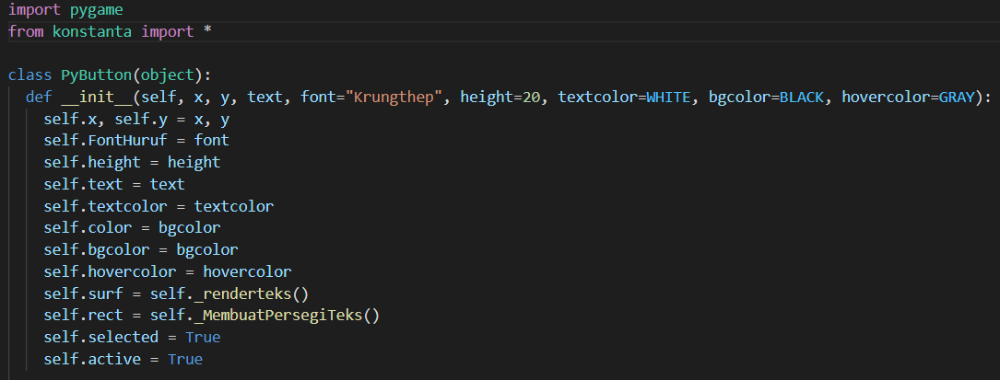 import pygame
from konstanta import *
class PyButton(object):
def __init__(self, x, y, text, font="Krungthep", height=20, textcolor=WHITE, bgcolor=BLACK, hovercolor=GRAY):
self.x, self.y = x, y
self.FontHuruf = font
self.height = height
self.text = text
self.textcolor = textcolor
self.color = bgcolor
self.bgcolor = bgcolor
self.hovercolor = hovercolor
self.surf = self._renderteks()
self.rect = self._MembuatPersegiTeks()
self.selected = True
self.active = True